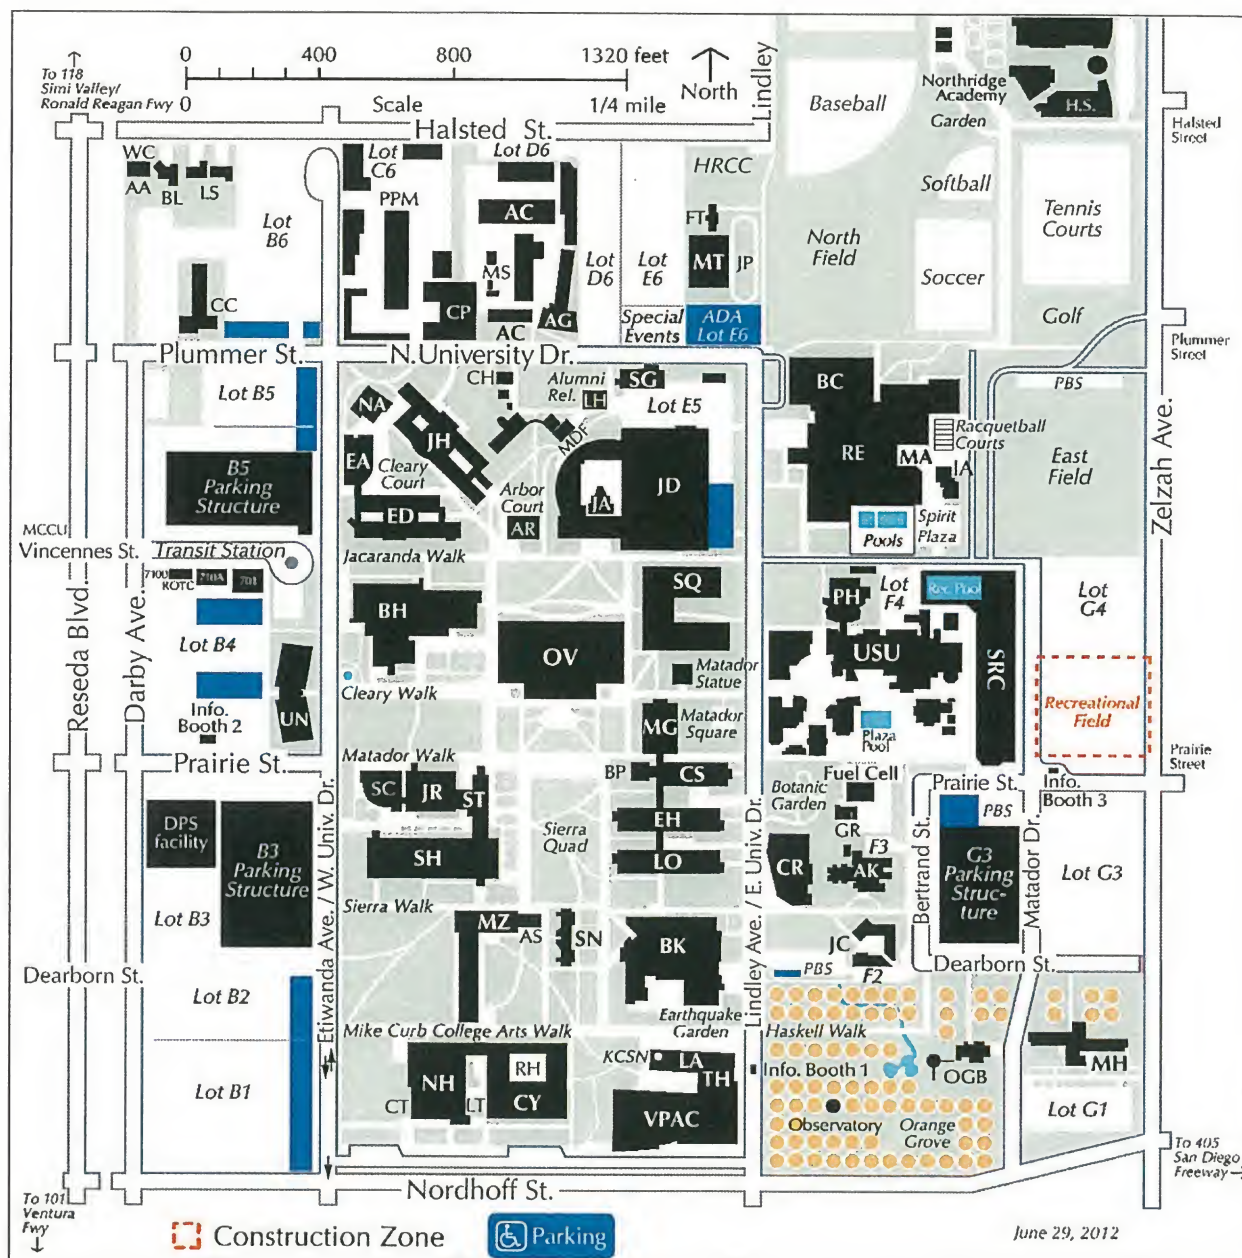 0 400 800 1320 feet
0 Scale 1/4 mile
North
To 118
Simi Valley/
Ronald Reagan Fwy
Halsted St.
Lindley
Baseball
Northridge
Academy
H.S.
Garden
Halsted
Street
WC
AA
BL
LS
Lot
B6
CC
Lot
C6
PPM
Lot D6
AC
MS
CP
AC
AG
Lot
D6
Lot
E6
HRCC
FT
MT
JP
Special
Events
ADA
Lot E6
North
Field
Softball
Soccer
Tennis
Courts
Golf
Plummer
Street
Plummer St.
N. University Dr.
Lot B5
B5
Parking
Structure
NA
JH
CH
Alumni
Rel.
LH
SG
Lot E5
MDF
EA
Cleary
Court
ED
Arbor
Court
AR
JA
JD
BC
RE
MA
Racquetball
Courts
IA
Pools
Spirit
Plaza
PBS
East
Field
Zelzah Ave.
MCCU
Vincennes St.
Transit Station
Jacaranda Walk
7100
ROTC
710A
701
Lot B4
Info.
Booth 2
UN
BH
OV
SQ
Matador
Statue
Cleary Walk
MG
Matador
Square
PH
Lot
F4
Rec. Pool
USU
SRC
Plaza
Pool
Lot
G4
Recreational
Field
Reseda Blvd.
Darby Ave.
Prairie St.
Matador Walk
Prairie
Street
SC
JR
ST
SH
BP
CS
EH
LO
Sierra
Quad
Botanic
Garden
Fuel Cell
GR
F3
CR
AK
Prairie St.
PBS
Info.
Booth 3
Bertrand St.
G3
Parking
Struc-
ture
Matador Dr.
Lot G3
DPS
facility
B3
Parking
Structure
Lot B3
Etiwanda Ave. / W. Univ. Dr.
Lindley Ave. / E. Univ. Dr.
Sierra Walk
MZ
AS
SN
BK
JC
F2
PBS
Dearborn St.
Dearborn St.
Lot B2
Lot B1
Earthquake
Garden
Mike Curb College Arts Walk
Haskell Walk
KCSN
LA
TH
VPAC
NH
CT
LT
RH
CY
Info. Booth 1
OGB
Observatory
Orange
Grove
MH
Lot G1
To 405
San Diego
Freeway
Nordhoff St.
To 101
Ventura
Fwy
Construction Zone
Parking
June 29, 2012